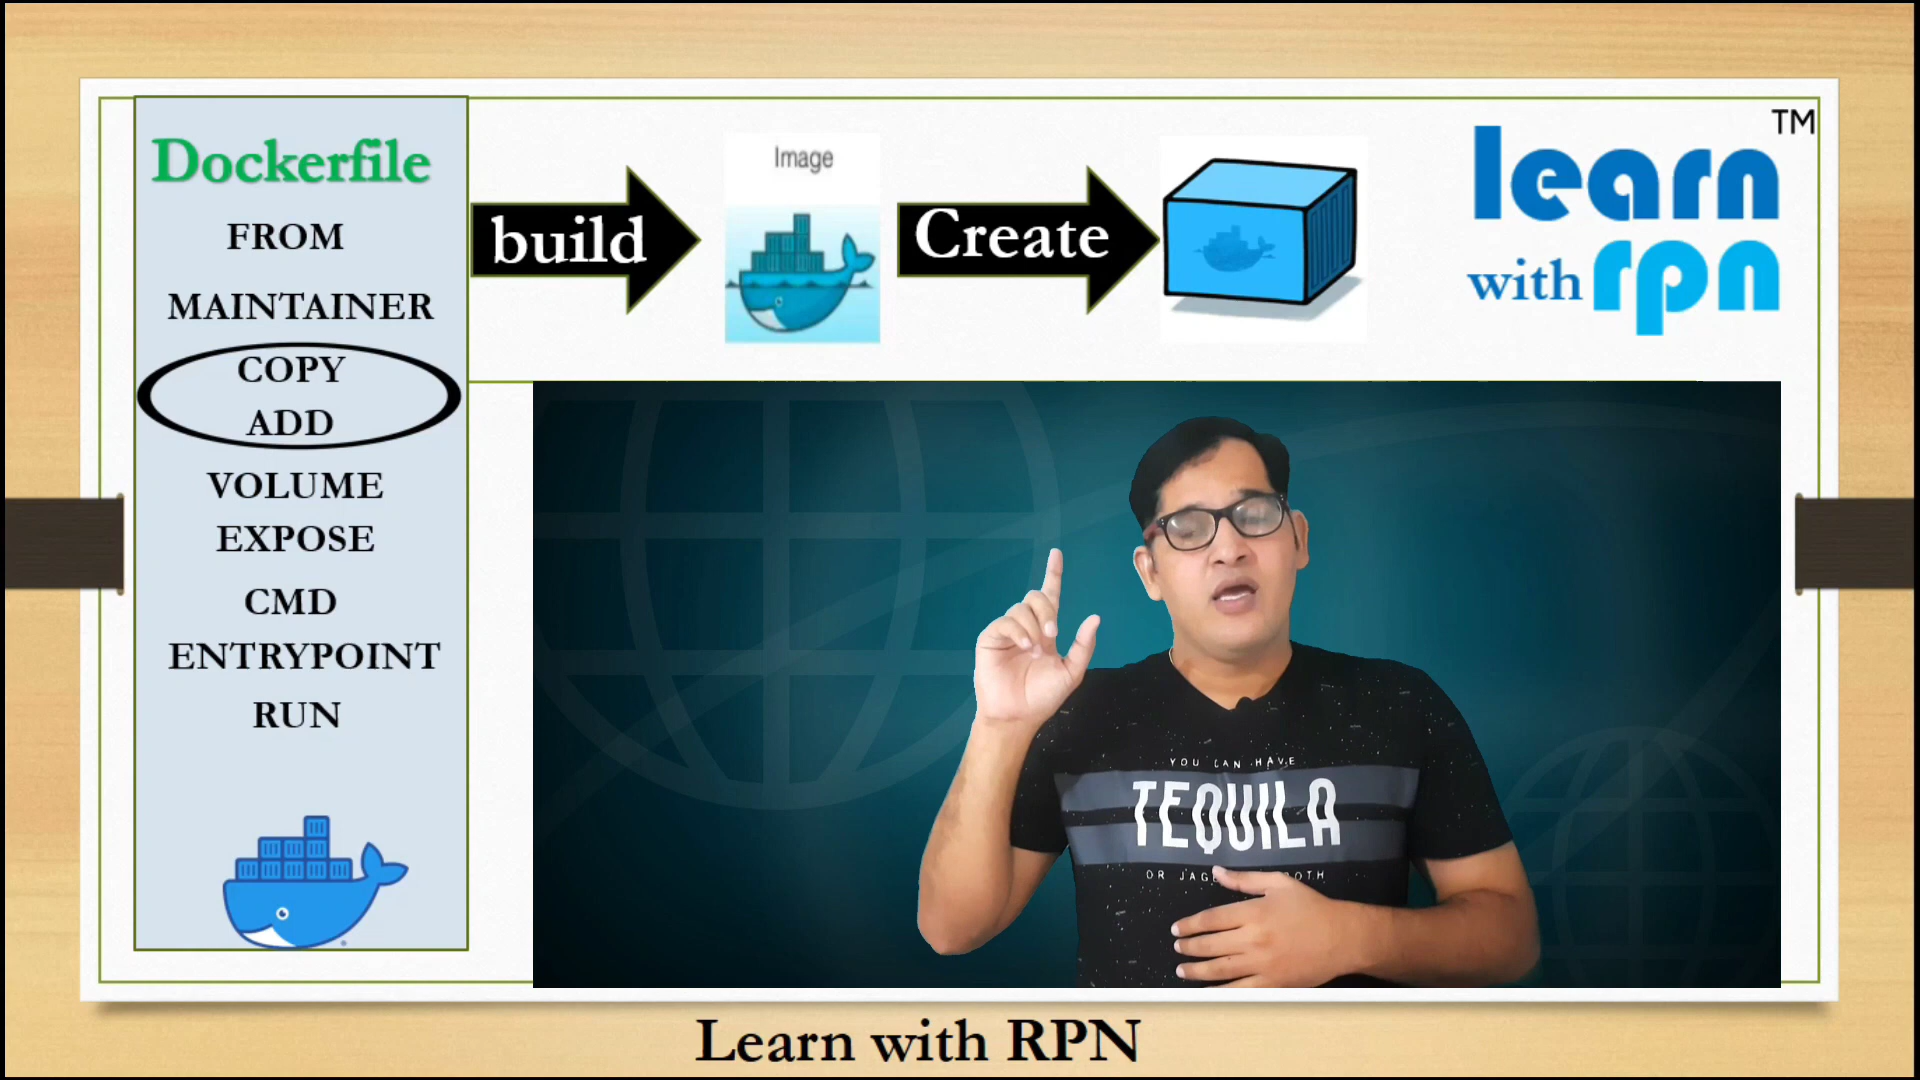 Dockerfile
FROM
MAINTAINER
COPY
ADD
VOLUME
EXPOSE
CMD
ENTRYPOINT
RUN
build
Image
Create
TM
learn
with rpn
YOU CAN HAVE
TEQUILA
OR
Learn with RPN